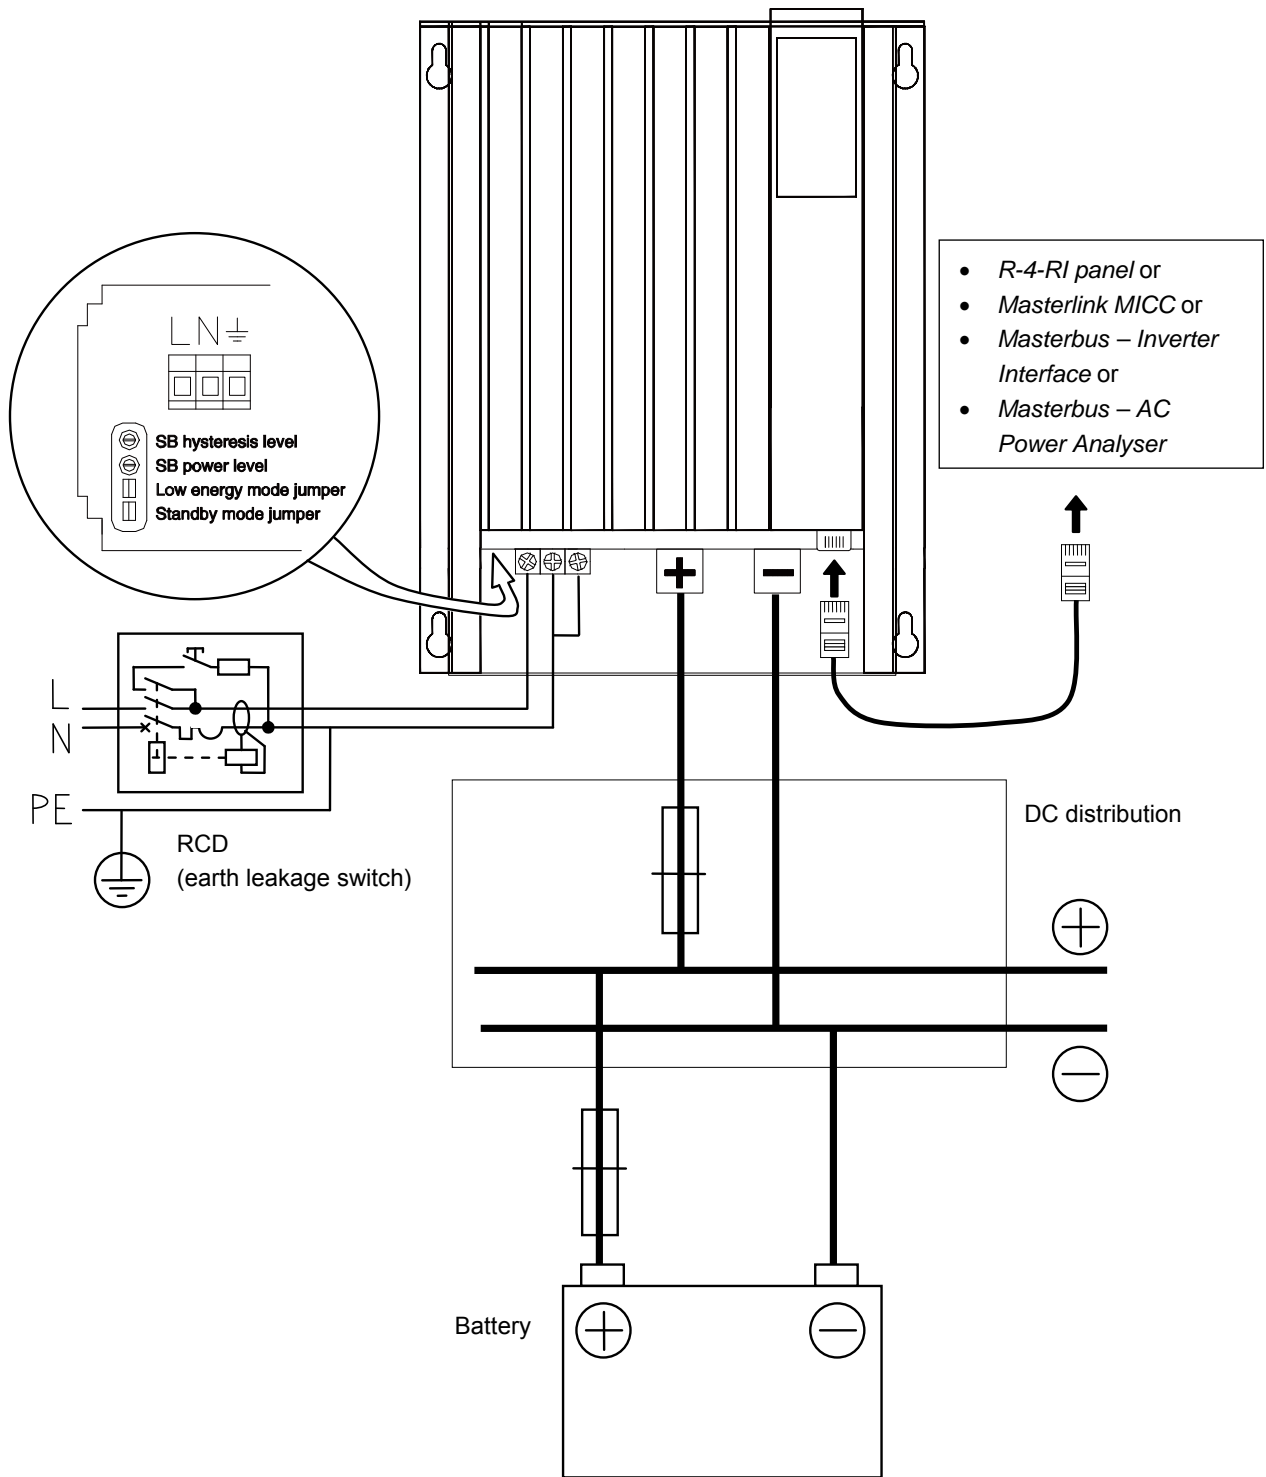 • R-4-RI panel or
• Masterlink MICC or
• Masterbus – Inverter
Interface or
• Masterbus – AC
Power Analyser
L N
SB hysteresis level
SB power level
Low energy mode jumper
Standby mode jumper
+ −
L
N
PE
RCD
(earth leakage switch)
DC distribution
+
−
Battery
+ −